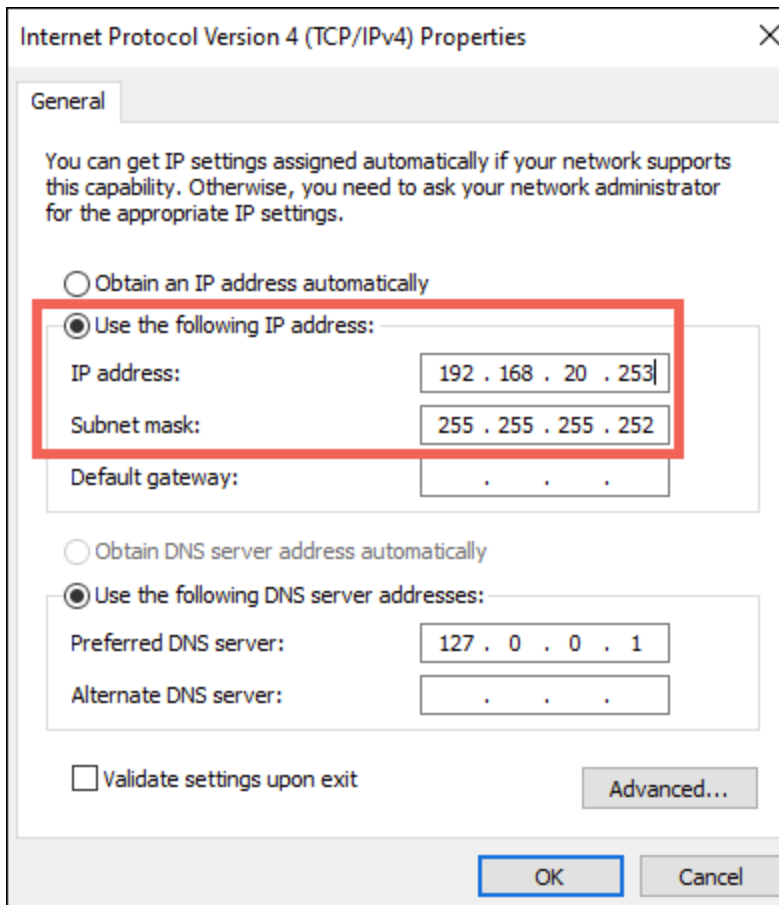 Internet Protocol Version 4 (TCP/IPv4) Properties
General
You can get IP settings assigned automatically if your network supports
this capability. Otherwise, you need to ask your network administrator
for the appropriate IP settings.
Obtain an IP address automatically
Use the following IP address:
IP address: 192 . 168 . 20 . 253
Subnet mask: 255 . 255 . 255 . 252
Default gateway: . . .
Obtain DNS server address automatically
Use the following DNS server addresses:
Preferred DNS server: 127 . 0 . 0 . 1
Alternate DNS server: . . .
Validate settings upon exit
Advanced...
OK Cancel